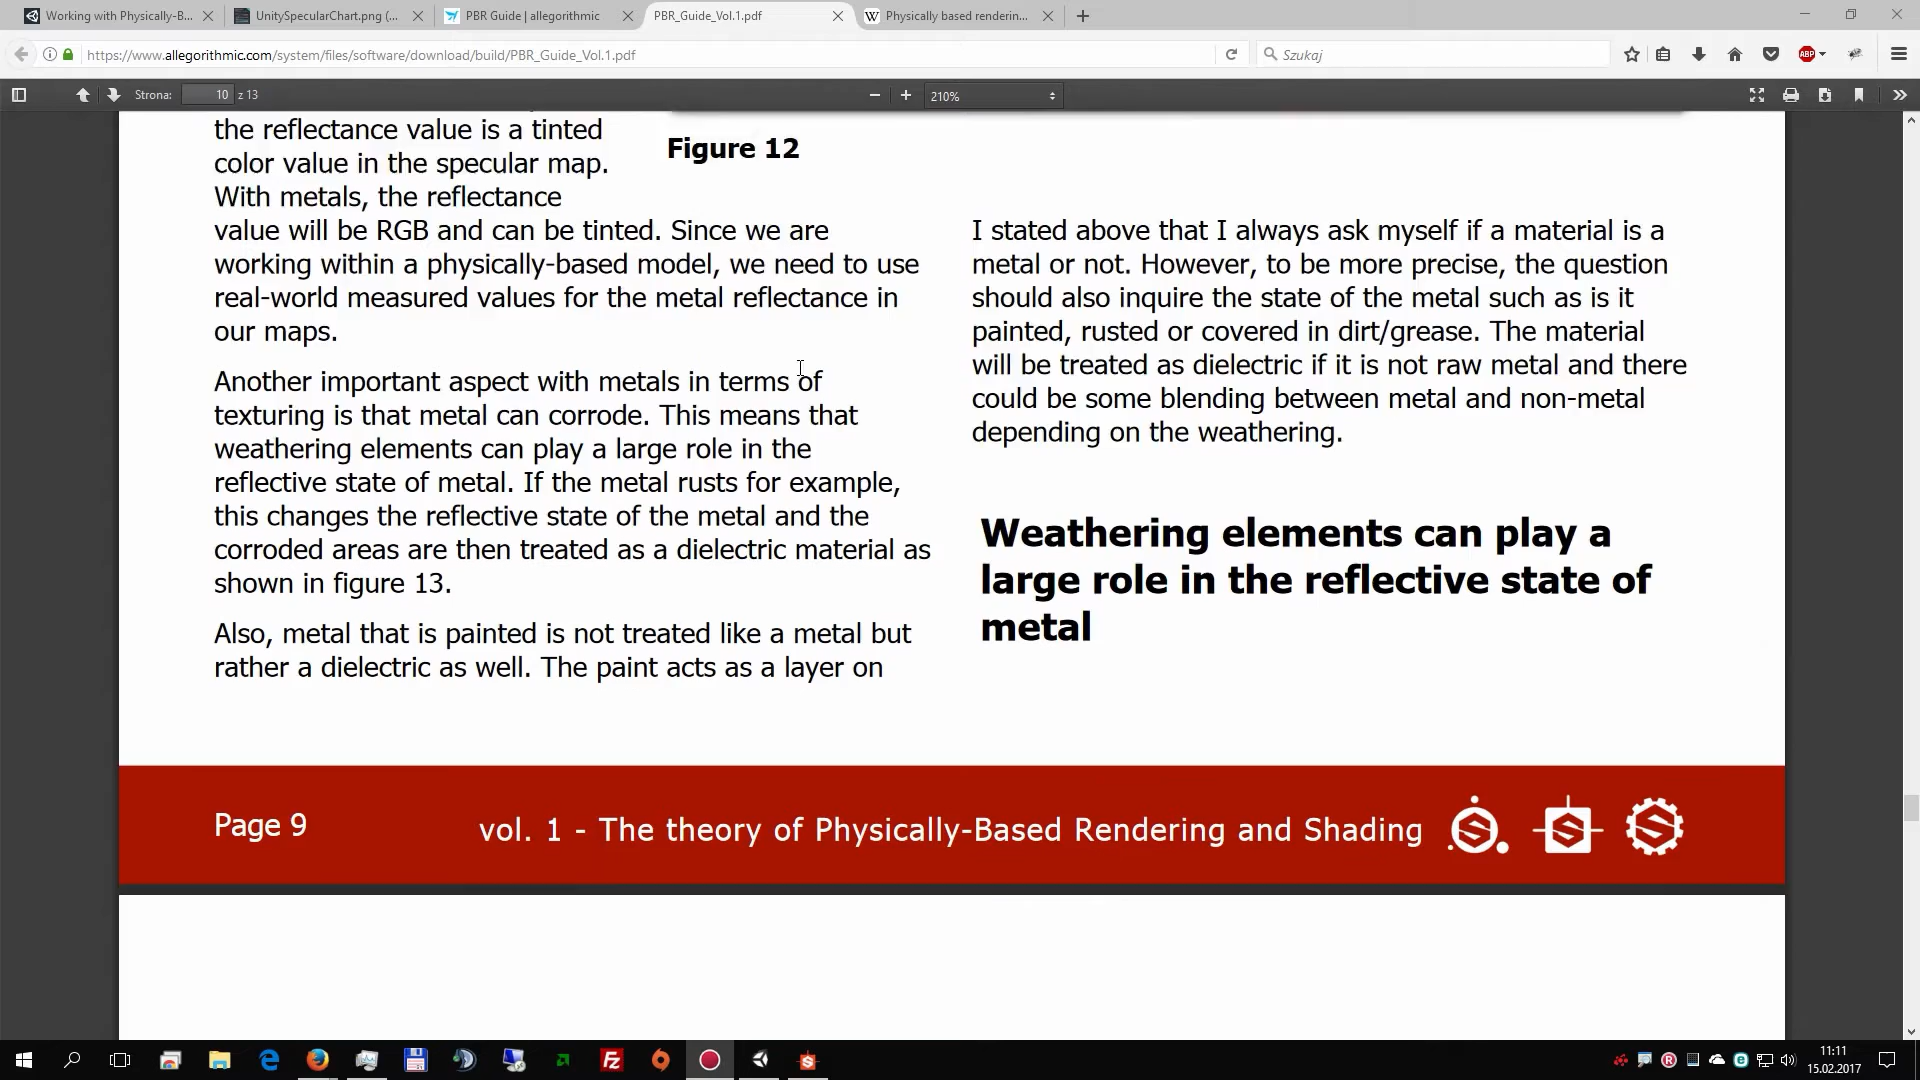 Working with Physically-B...
UnitySpecularChart.png (...
PBR Guide | allegorithmic
PBR_Guide_Vol.1.pdf
W Physically based renderin...
https://www.allegorithmic.com/system/files/software/download/build/PBR_Guide_Vol.1.pdf
Szukaj
ABP
Strona: 10 z 13
210%
the reflectance value is a tinted
color value in the specular map.
With metals, the reflectance
value will be RGB and can be tinted. Since we are
working within a physically-based model, we need to use
real-world measured values for the metal reflectance in
our maps.
Another important aspect with metals in terms of
texturing is that metal can corrode. This means that
weathering elements can play a large role in the
reflective state of metal. If the metal rusts for example,
this changes the reflective state of the metal and the
corroded areas are then treated as a dielectric material as
shown in figure 13.
Also, metal that is painted is not treated like a metal but
rather a dielectric as well. The paint acts as a layer on
Figure 12
I stated above that I always ask myself if a material is a
metal or not. However, to be more precise, the question
should also inquire the state of the metal such as is it
painted, rusted or covered in dirt/grease. The material
will be treated as dielectric if it is not raw metal and there
could be some blending between metal and non-metal
depending on the weathering.
Weathering elements can play a
large role in the reflective state of
metal
Page 9
vol. 1 - The theory of Physically-Based Rendering and Shading
11:11
15.02.2017